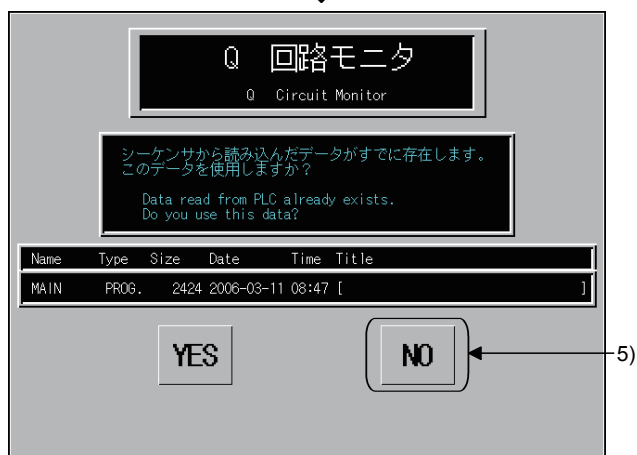 Q 回路モニタ
Q Circuit Monitor
シーケンサから読み込んだデータがすでに存在します。
このデータを使用しますか？
Data read from PLC already exists.
Do you use this data?
Name Type Size Date Time Title
MAIN PROG. 2424 2006-03-11 08:47 [ ]
YES NO 5)